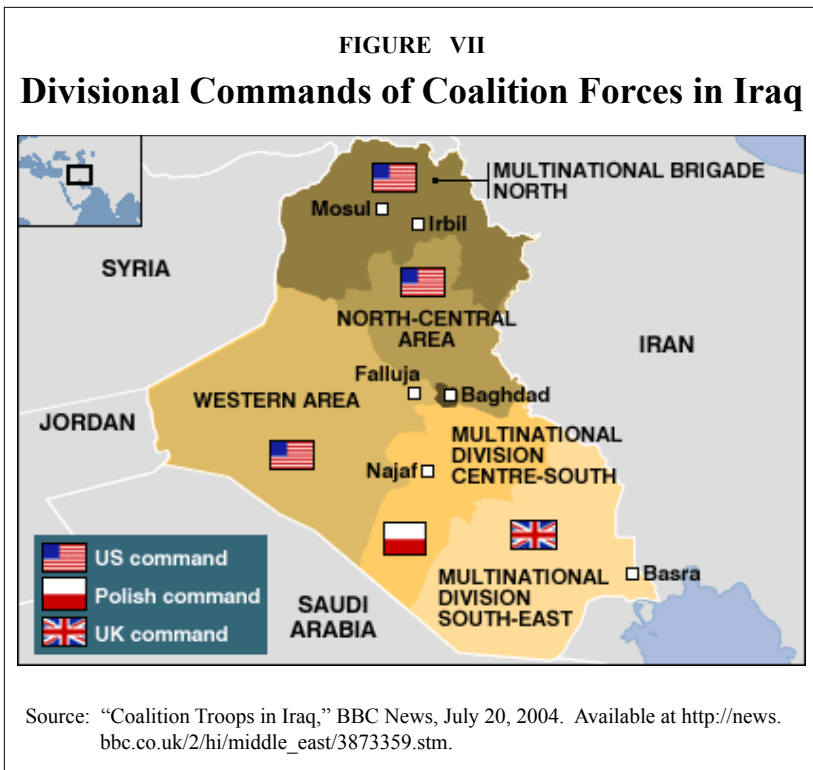 FIGURE VII
Divisional Commands of Coalition Forces in Iraq
MULTINATIONAL BRIGADE
NORTH
Mosul
Irbil
SYRIA
NORTH-CENTRAL
AREA
IRAN
Falluja
WESTERN AREA
Baghdad
JORDAN
MULTINATIONAL
DIVISION
CENTRE-SOUTH
Najaf
US command
Polish command
UK command
SAUDI
ARABIA
MULTINATIONAL
DIVISION
SOUTH-EAST
Basra
Source: “Coalition Troops in Iraq,” BBC News, July 20, 2004. Available at http://news.
bbc.co.uk/2/hi/middle_east/3873359.stm.